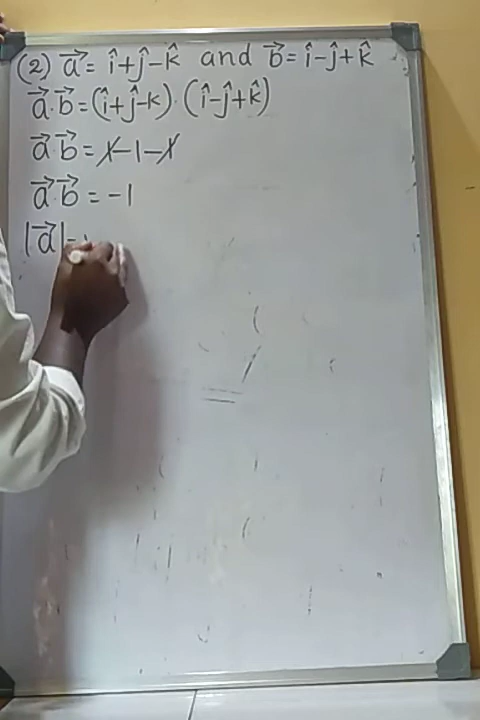 (2) a⃗ = î+ĵ−k̂ and b⃗ = î−ĵ+k̂
a⃗·b⃗ = (î+ĵ−k)·(î−ĵ+k̂)
a⃗·b⃗ = 1−1−1
a⃗·b⃗ = −1
|a⃗| =